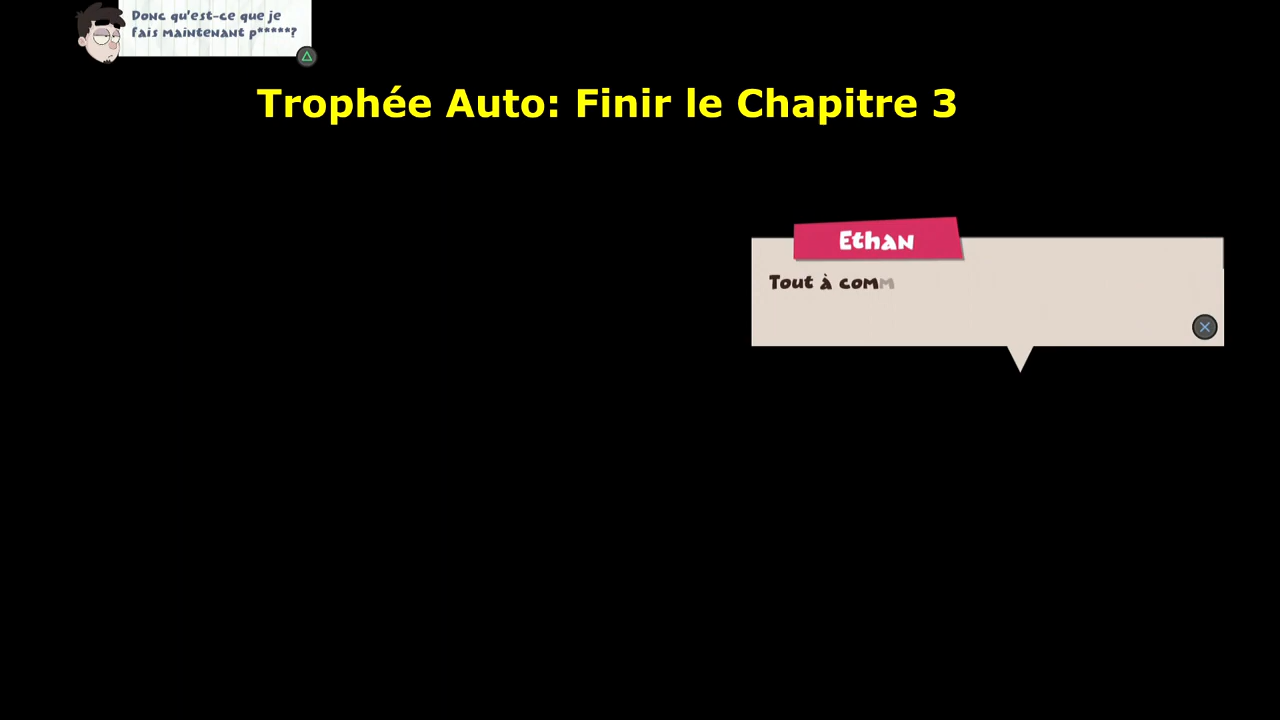 Donc qu'est-ce que je
fais maintenant p*****?
Trophée Auto: Finir le Chapitre 3
Ethan
Tout à comm